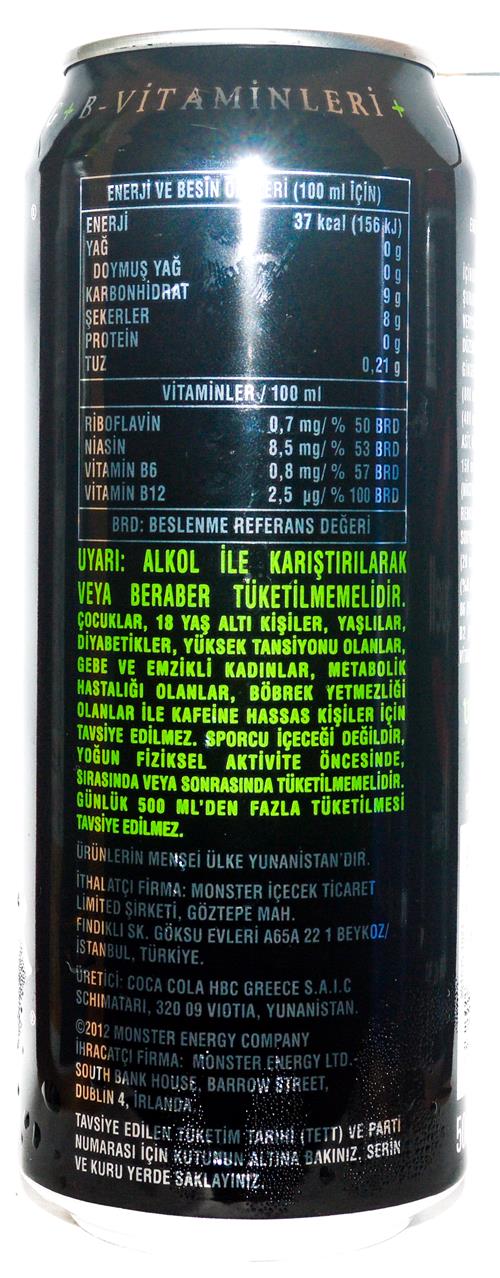 + B-VİTAMİNLERİ +
ENERJİ VE BESİN (100 ml İÇİN)
ENERJİ 37 kcal (156 kJ)
YAĞ 0 g
DOYMUŞ YAĞ 0 g
KARBONHİDRAT 9 g
ŞEKERLER 8 g
PROTEİN 0 g
TUZ 0,21 g
VİTAMİNLER / 100 ml
RİBOFLAVİN 0,7 mg/ % 50 BRD
NİASİN 8,5 mg/ % 53 BRD
VİTAMİN B6 0,8 mg/ % 57 BRD
VİTAMİN B12 2,5 µg/ % 100 BRD
BRD: BESLENME REFERANS DEĞERİ
UYARI: ALKOL İLE KARIŞTIRILARAK
VEYA BERABER TÜKETİLMEMELİDİR.
ÇOCUKLAR, 18 YAŞ ALTI KİŞİLER, YAŞLILAR,
DİYABETİKLER, YÜKSEK TANSİYONU OLANLAR,
GEBE VE EMZİKLİ KADINLAR, METABOLİK
HASTALIĞI OLANLAR, BÖBREK YETMEZLİĞİ
OLANLAR İLE KAFEİNE HASSAS KİŞİLER İÇİN
TAVSİYE EDİLMEZ. SPORCU İÇECEĞİ DEĞİLDİR,
YOĞUN FİZİKSEL AKTİVİTE ÖNCESİNDE,
SIRASINDA VEYA SONRASINDA TÜKETİLMEMELİDİR.
GÜNLÜK 500 ML'DEN FAZLA TÜKETİLMESİ
TAVSİYE EDİLMEZ.
ÜRÜNLERİN MENŞEİ ÜLKE YUNANİSTAN'DIR.
İTHALATÇI FİRMA: MONSTER İÇECEK TİCARET
LİMİTED ŞİRKETİ, GÖZTEPE MAH.
FINDIKLI SK. GÖKSU EVLERİ A65A 22 1 BEYKOZ/
İSTANBUL, TÜRKİYE.
ÜRETİCİ: COCA COLA HBC GREECE S.A.I.C
SCHIMATARI, 320 09 VIOTIA, YUNANİSTAN.
©2012 MONSTER ENERGY COMPANY
İHRACATÇI FİRMA: MONSTER ENERGY LTD.-
SOUTH BANK HOUSE, BARROW STREET,
DUBLIN 4, İRLANDA.
TAVSİYE EDİLEN TÜKETİM TARİHİ (TETT) VE PARTİ
NUMARASI İÇİN KUTUNUN ALTINA BAKINIZ. SERİN
VE KURU YERDE SAKLAYINIZ.